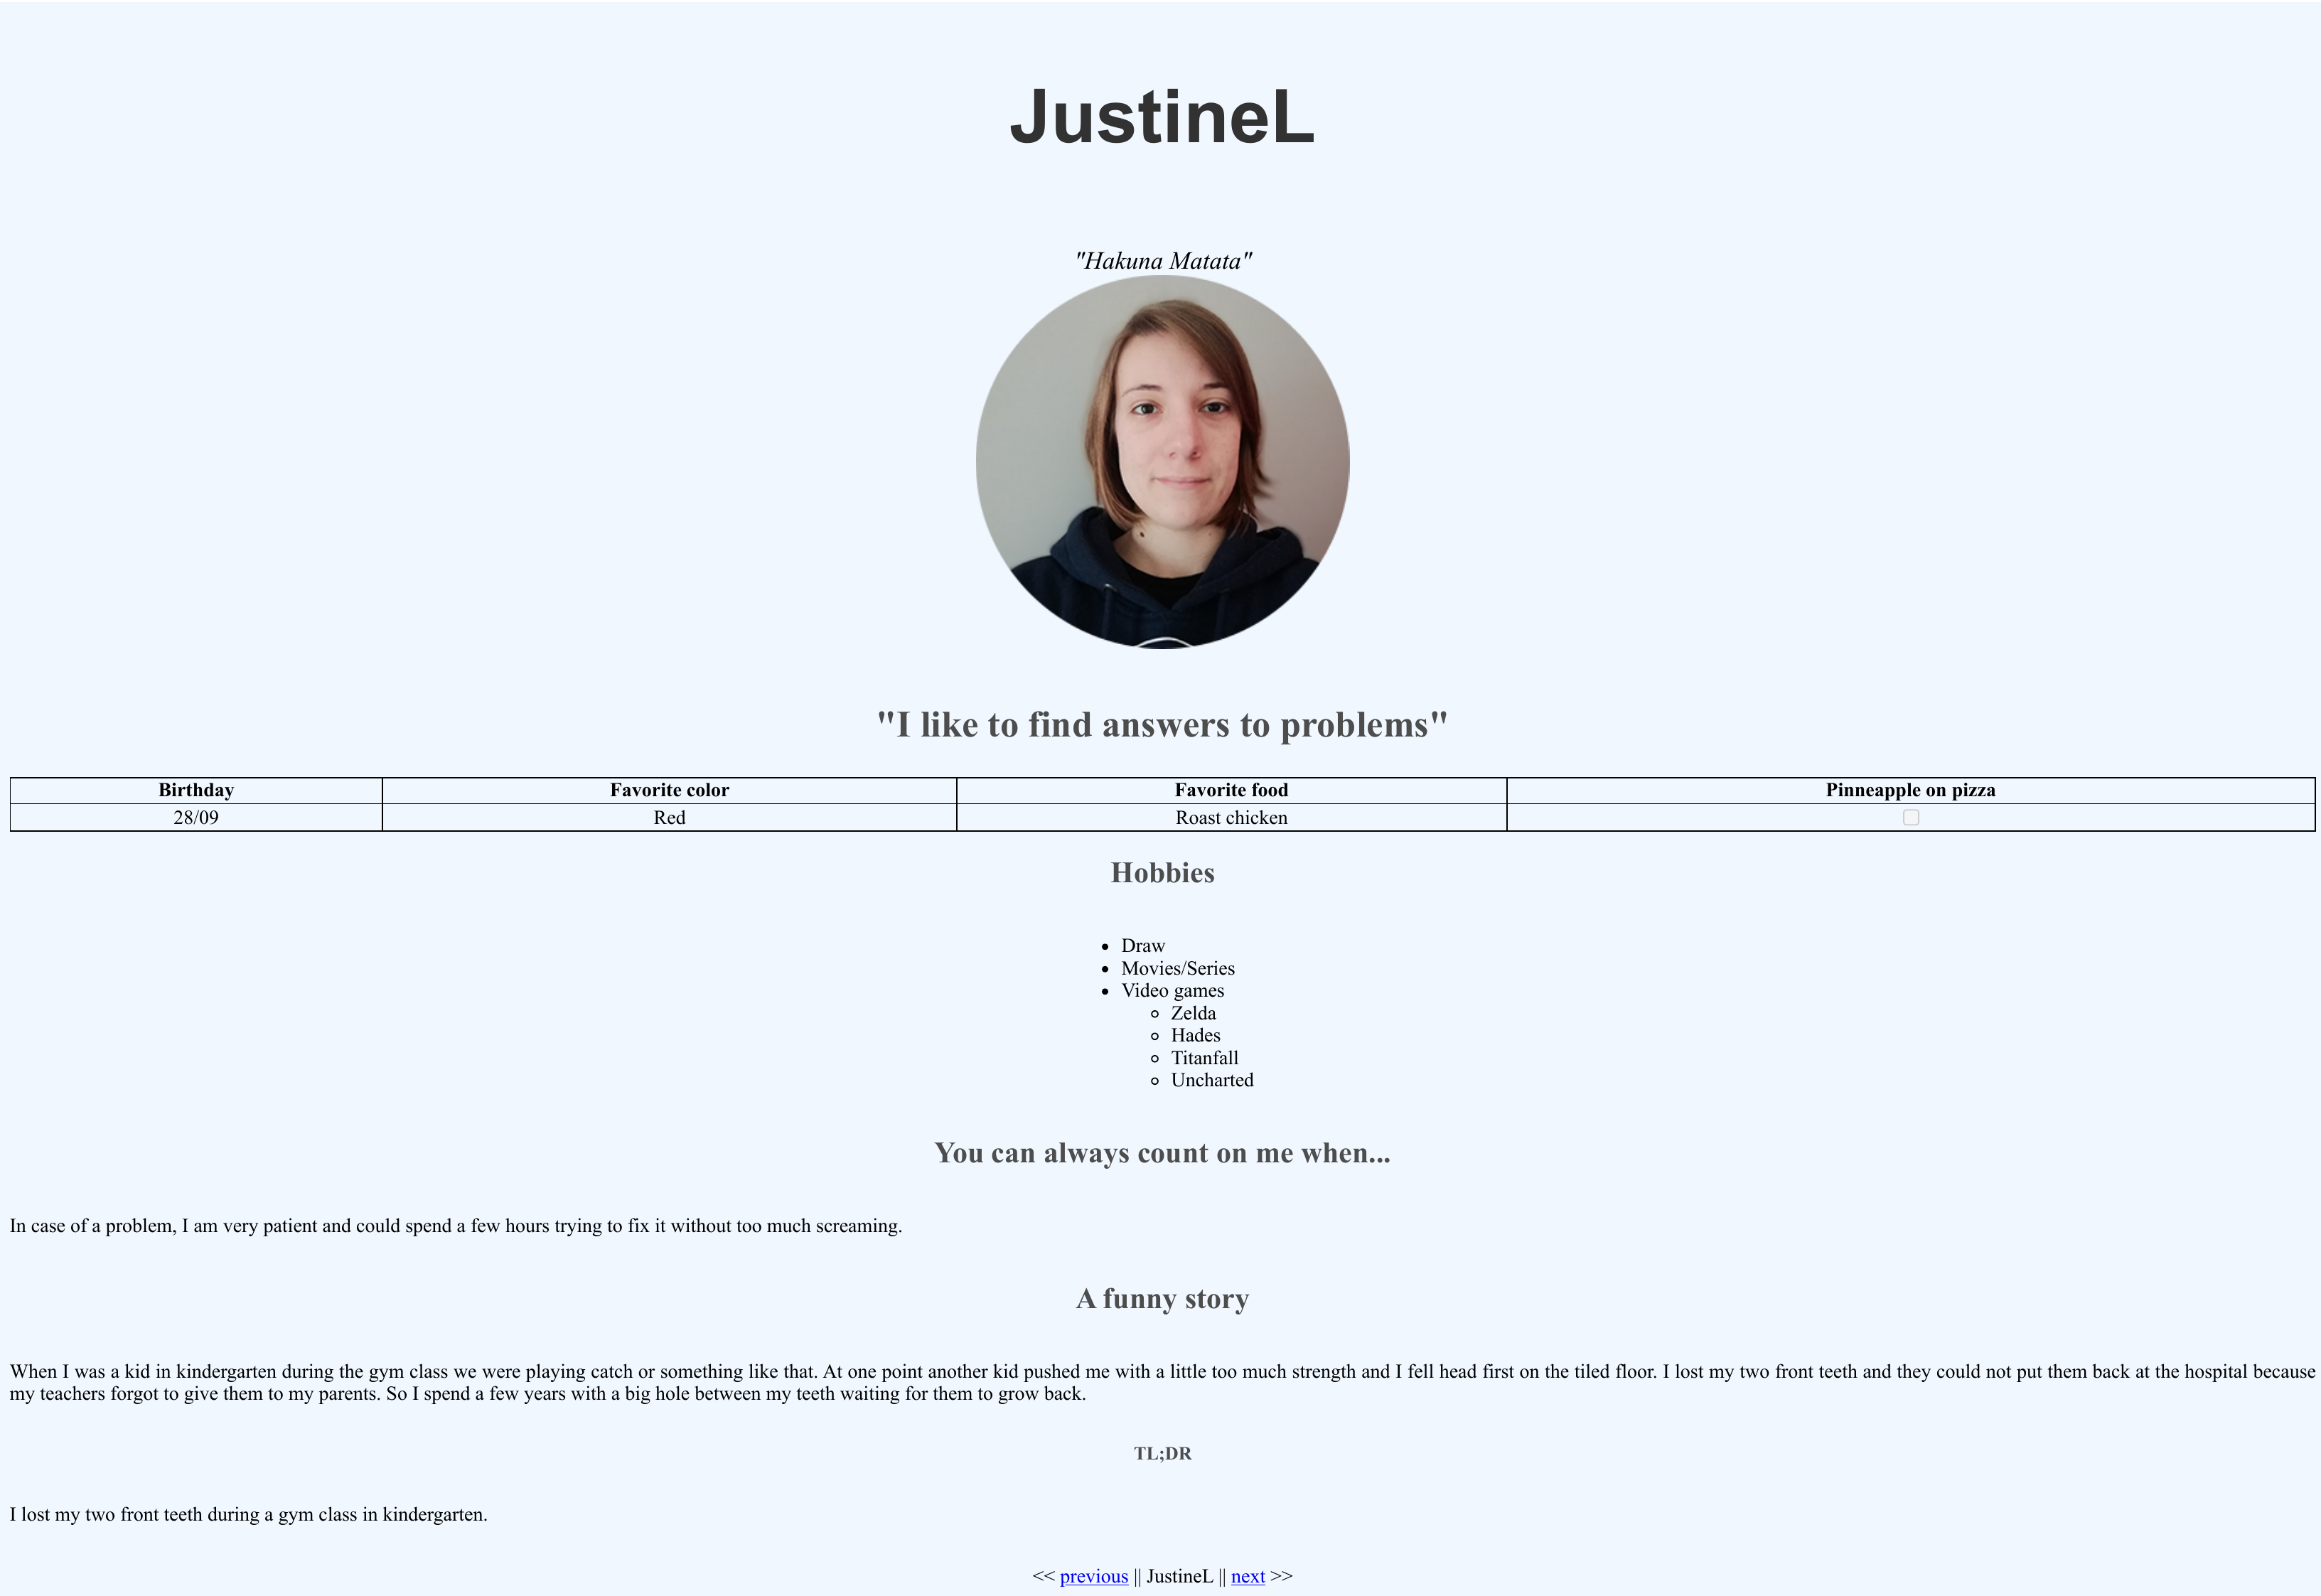 JustineL
"Hakuna Matata"
"I like to find answers to problems"
Birthday Favorite color Favorite food Pinneapple on pizza
28/09 Red Roast chicken
Hobbies
Draw
Movies/Series
Video games
Zelda
Hades
Titanfall
Uncharted
You can always count on me when...
In case of a problem, I am very patient and could spend a few hours trying to fix it without too much screaming.
A funny story
When I was a kid in kindergarten during the gym class we were playing catch or something like that. At one point another kid pushed me with a little too much strength and I fell head first on the tiled floor. I lost my two front teeth and they could not put them back at the hospital because
my teachers forgot to give them to my parents. So I spend a few years with a big hole between my teeth waiting for them to grow back.
TL;DR
I lost my two front teeth during a gym class in kindergarten.
<< previous || JustineL || next >>